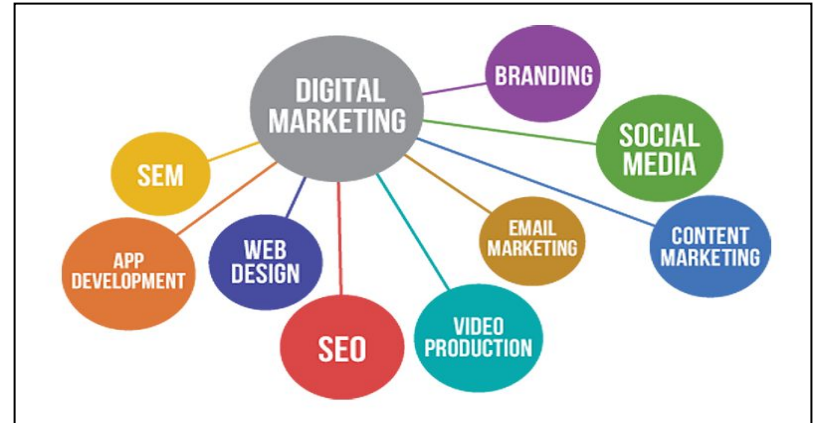 DIGITAL
MARKETING
BRANDING
SOCIAL
MEDIA
SEM
APP
DEVELOPMENT
WEB
DESIGN
EMAIL
MARKETING
CONTENT
MARKETING
SEO
VIDEO
PRODUCTION